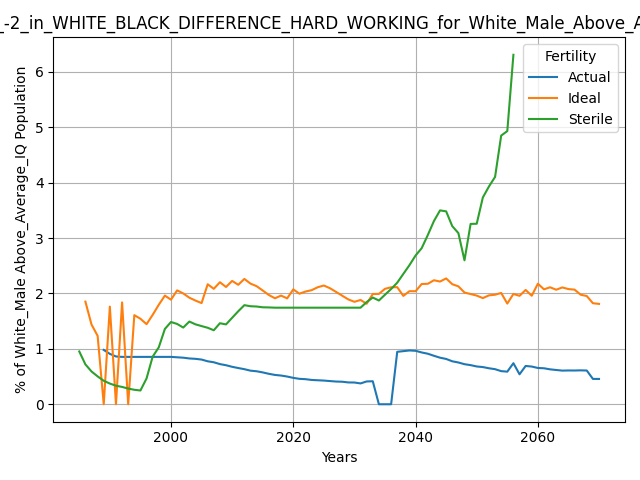 _-2_in_WHITE_BLACK_DIFFERENCE_HARD_WORKING_for_White_Male_Above_A
% of White_Male Above_Average_IQ Population
6
5
4
3
2
1
0
Fertility
Actual
Ideal
Sterile
2000
2020
2040
2060
Years